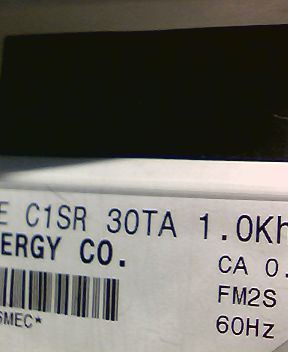 E C1SR 30TA 1.0Kh
ERGY CO.
CA 0.
FM2S
SMEC*
60Hz